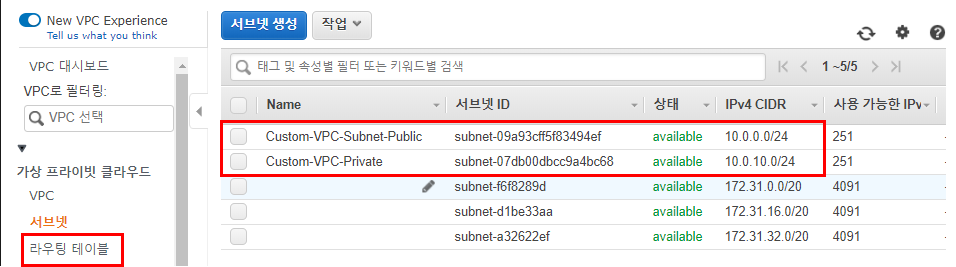 New VPC Experience
Tell us what you think
VPC 대시보드
VPC로 필터링:
VPC 선택
가상 프라이빗 클라우드
VPC
서브넷
라우팅 테이블
서브넷 생성 작업
태그 및 속성별 필터 또는 키워드별 검색 1 ~5/5
Name 서브넷 ID 상태 IPv4 CIDR 사용 가능한 IPv
Custom-VPC-Subnet-Public subnet-09a93cff5f83494ef available 10.0.0.0/24 251
Custom-VPC-Private subnet-07db00dbcc9a4bc68 available 10.0.10.0/24 251
subnet-f6f8289d available 172.31.0.0/20 4091
subnet-d1be33aa available 172.31.16.0/20 4091
subnet-a32622ef available 172.31.32.0/20 4091